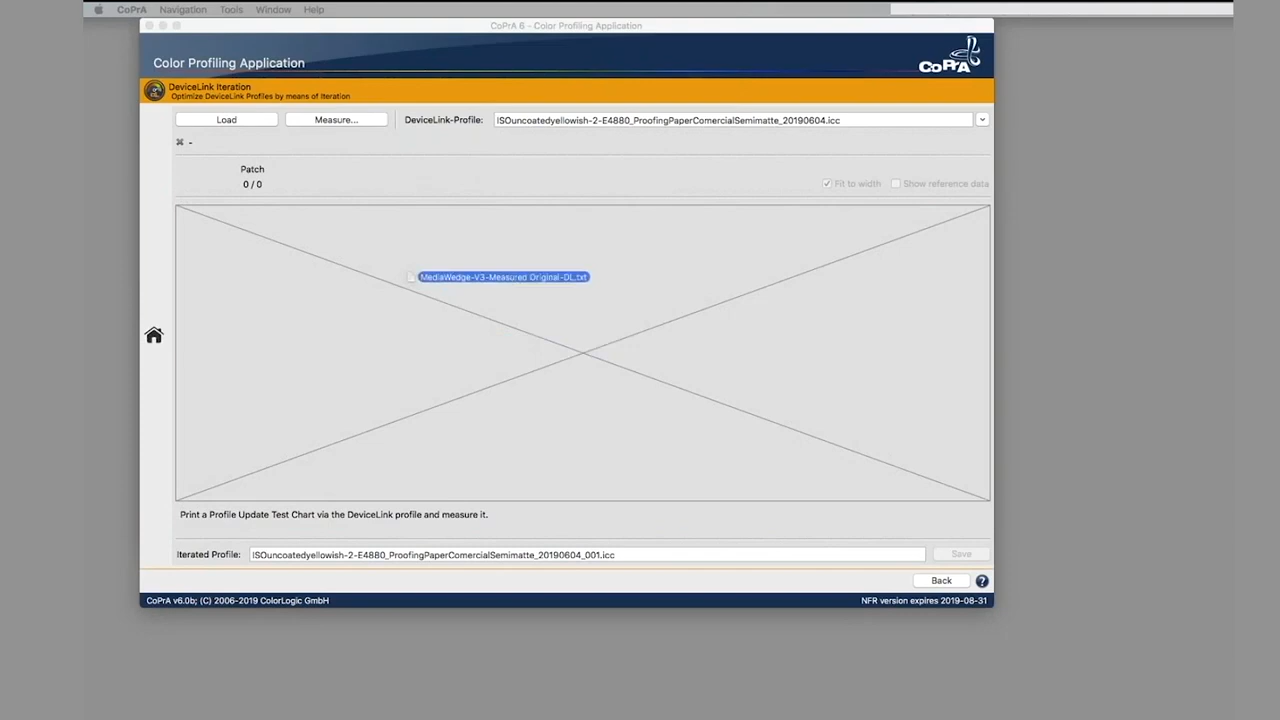 CoPrA Navigation Tools Window Help
CoPrA 6 - Color Profiling Application
Color Profiling Application
CoPrA
DeviceLink Iteration
Optimize DeviceLink Profiles by means of Iteration
Load Measure... DeviceLink-Profile: ISOuncoatedyellowish-2-E4880_ProofingPaperComercialSemimatte_20190604.icc
⌘ -
Patch
0 / 0
Fit to width Show reference data
MediaWedge-V3-Measured Original-DL.txt
Print a Profile Update Test Chart via the DeviceLink profile and measure it.
Iterated Profile: ISOuncoatedyellowish-2-E4880_ProofingPaperComercialSemimatte_20190604_001.icc Save
Back ?
CoPrA v6.0b; (C) 2006-2019 ColorLogic GmbH NFR version expires 2019-08-31